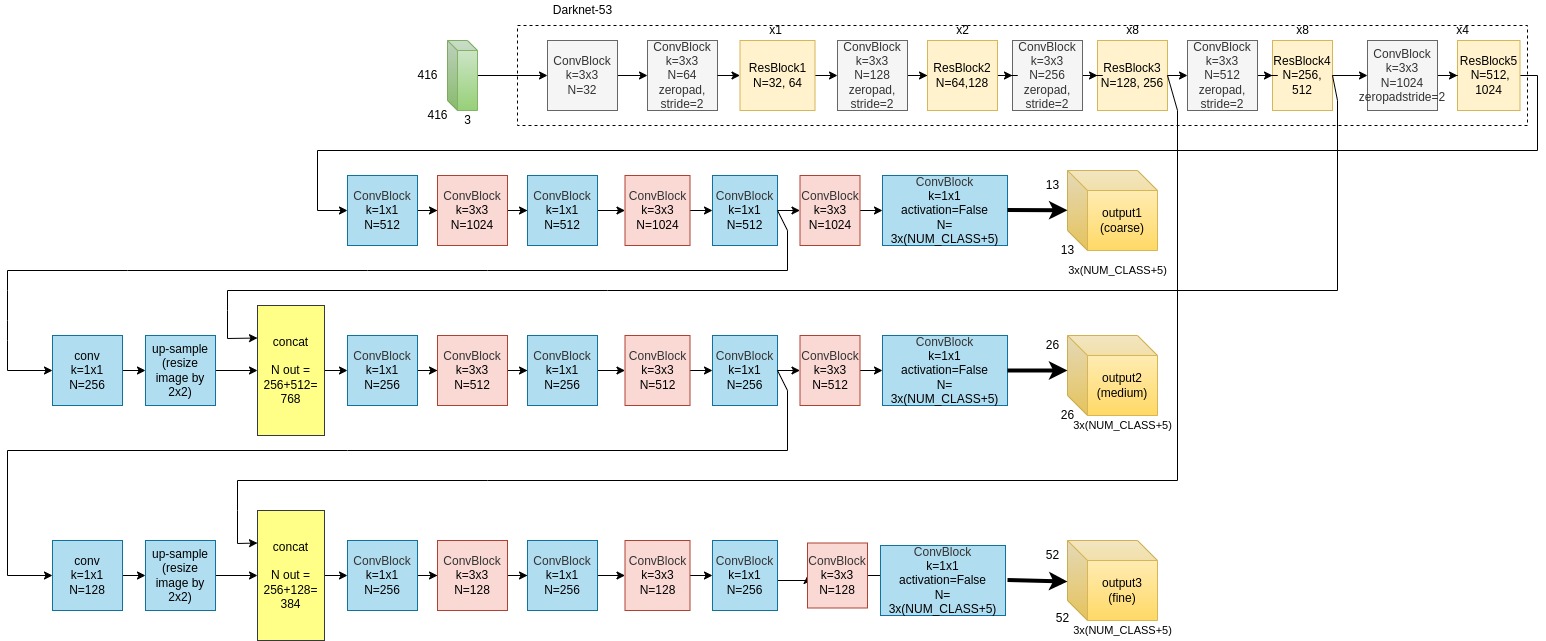 Darknet-53
x1
x2
x8
x8
x4
416
416
3
ConvBlock
k=3x3
N=32
ConvBlock
k=3x3
N=64
zeropad,
stride=2
ResBlock1
N=32, 64
ConvBlock
k=3x3
N=128
zeropad,
stride=2
ResBlock2
N=64,128
ConvBlock
k=3x3
N=256
zeropad,
stride=2
ResBlock3
N=128, 256
ConvBlock
k=3x3
N=512
zeropad,
stride=2
ResBlock4
N=256,
512
ConvBlock
k=3x3
N=1024
zeropadstride=2
ResBlock5
N=512,
1024
ConvBlock
k=1x1
N=512
ConvBlock
k=3x3
N=1024
ConvBlock
k=1x1
N=512
ConvBlock
k=3x3
N=1024
ConvBlock
k=1x1
N=512
ConvBlock
k=3x3
N=1024
ConvBlock
k=1x1
activation=False
N=
3x(NUM_CLASS+5)
13
13
output1
(coarse)
3x(NUM_CLASS+5)
conv
k=1x1
N=256
up-sample
(resize
image by
2x2)
concat
N out =
256+512=
768
ConvBlock
k=1x1
N=256
ConvBlock
k=3x3
N=512
ConvBlock
k=1x1
N=256
ConvBlock
k=3x3
N=512
ConvBlock
k=1x1
N=256
ConvBlock
k=3x3
N=512
ConvBlock
k=1x1
activation=False
N=
3x(NUM_CLASS+5)
26
26
output2
(medium)
3x(NUM_CLASS+5)
conv
k=1x1
N=128
up-sample
(resize
image by
2x2)
concat
N out =
256+128=
384
ConvBlock
k=1x1
N=256
ConvBlock
k=3x3
N=128
ConvBlock
k=1x1
N=256
ConvBlock
k=3x3
N=128
ConvBlock
k=1x1
N=256
ConvBlock
k=3x3
N=128
ConvBlock
k=1x1
activation=False
N=
3x(NUM_CLASS+5)
52
52
output3
(fine)
3x(NUM_CLASS+5)